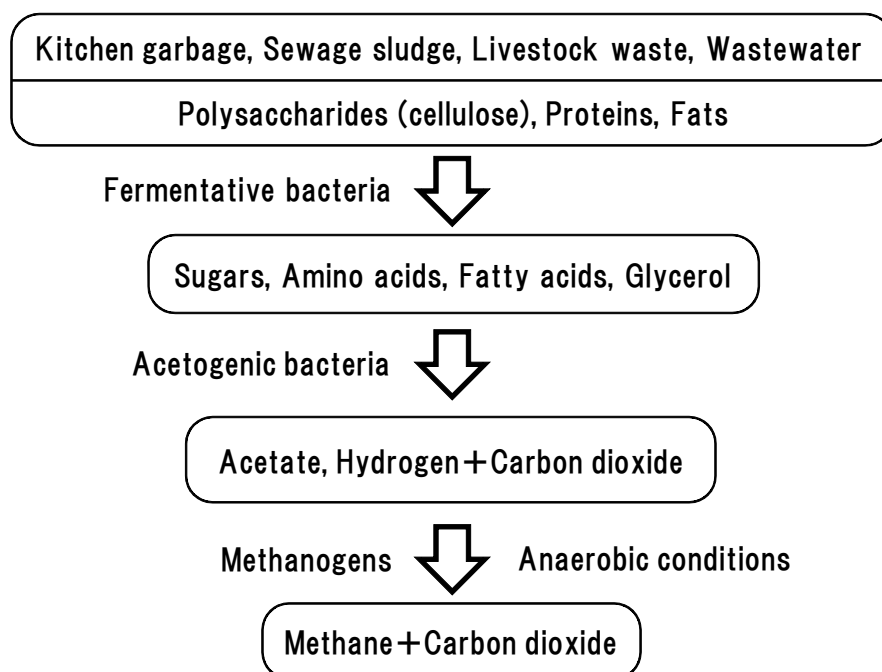 Kitchen garbage, Sewage sludge, Livestock waste, Wastewater
Polysaccharides (cellulose), Proteins, Fats
Fermentative bacteria
Sugars, Amino acids, Fatty acids, Glycerol
Acetogenic bacteria
Acetate, Hydrogen+Carbon dioxide
Methanogens Anaerobic conditions
Methane+Carbon dioxide